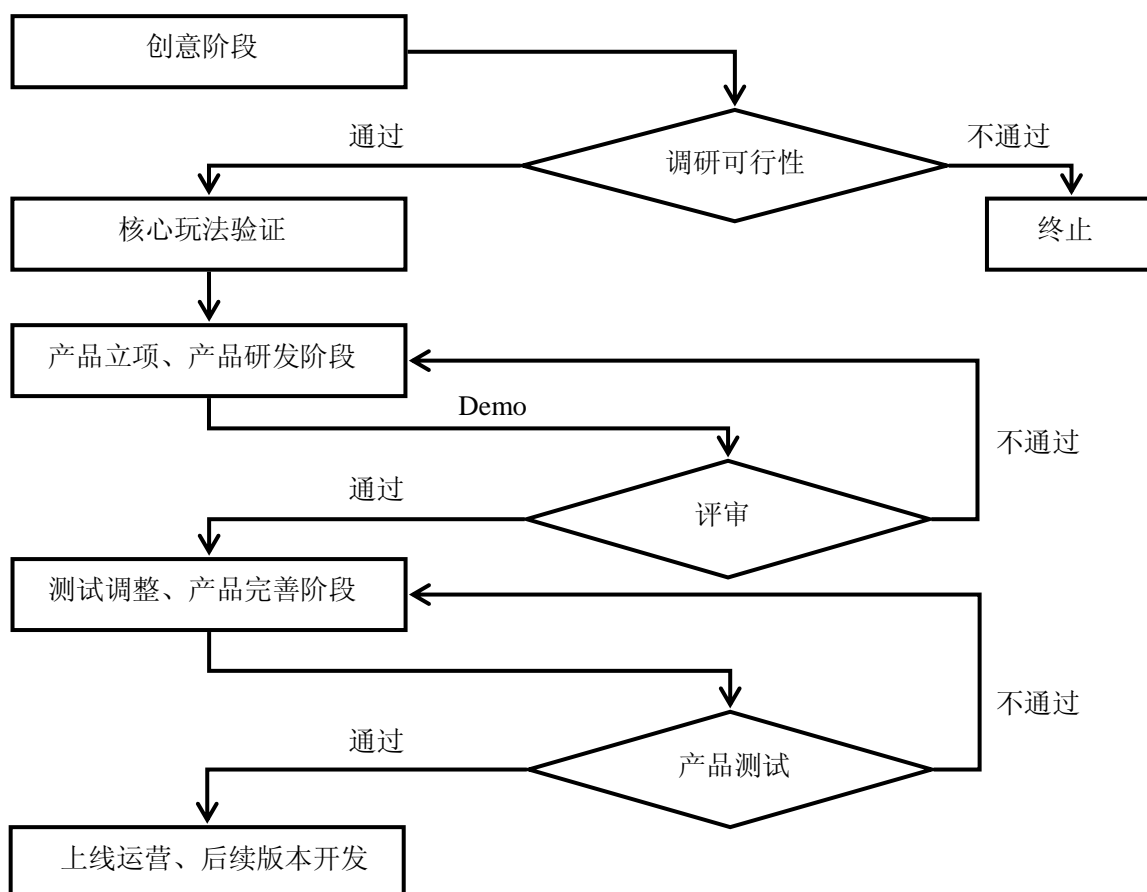 创意阶段
通过
不通过
调研可行性
核心玩法验证
终止
产品立项、产品研发阶段
Demo
不通过
通过
评审
测试调整、产品完善阶段
不通过
通过
产品测试
上线运营、后续版本开发